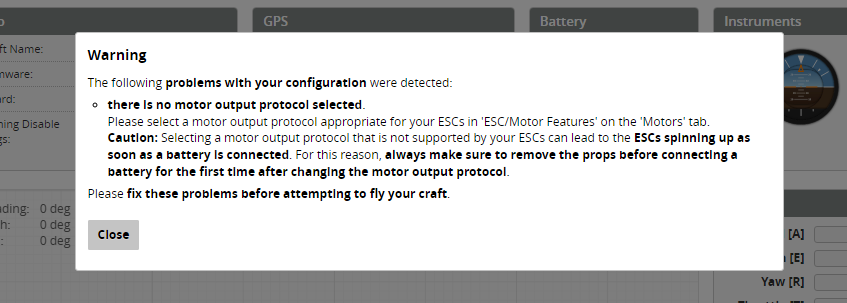 GPS
Battery
Instruments
ft Name:
Warning
mware:
The following problems with your configuration were detected:
ard:
there is no motor output protocol selected.
Please select a motor output protocol appropriate for your ESCs in 'ESC/Motor Features' on the 'Motors' tab.
ning Disable
Caution: Selecting a motor output protocol that is not supported by your ESCs can lead to the ESCs spinning up as
gs:
soon as a battery is connected. For this reason, always make sure to remove the props before connecting a
battery for the first time after changing the motor output protocol.
Please fix these problems before attempting to fly your craft.
ading: 0 deg
h: 0 deg
: 0 deg
Close
[A]
[E]
Yaw [R]